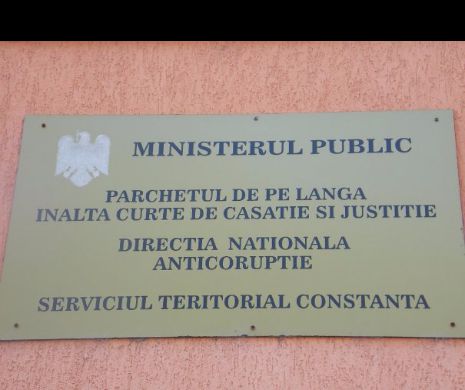 MINISTERUL PUBLIC
PARCHETUL DE PE LANGA
INALTA CURTE DE CASATIE SI JUSTITIE
DIRECTIA NATIONALA
ANTICORUPTIE
SERVICIUL TERITORIAL CONSTANTA